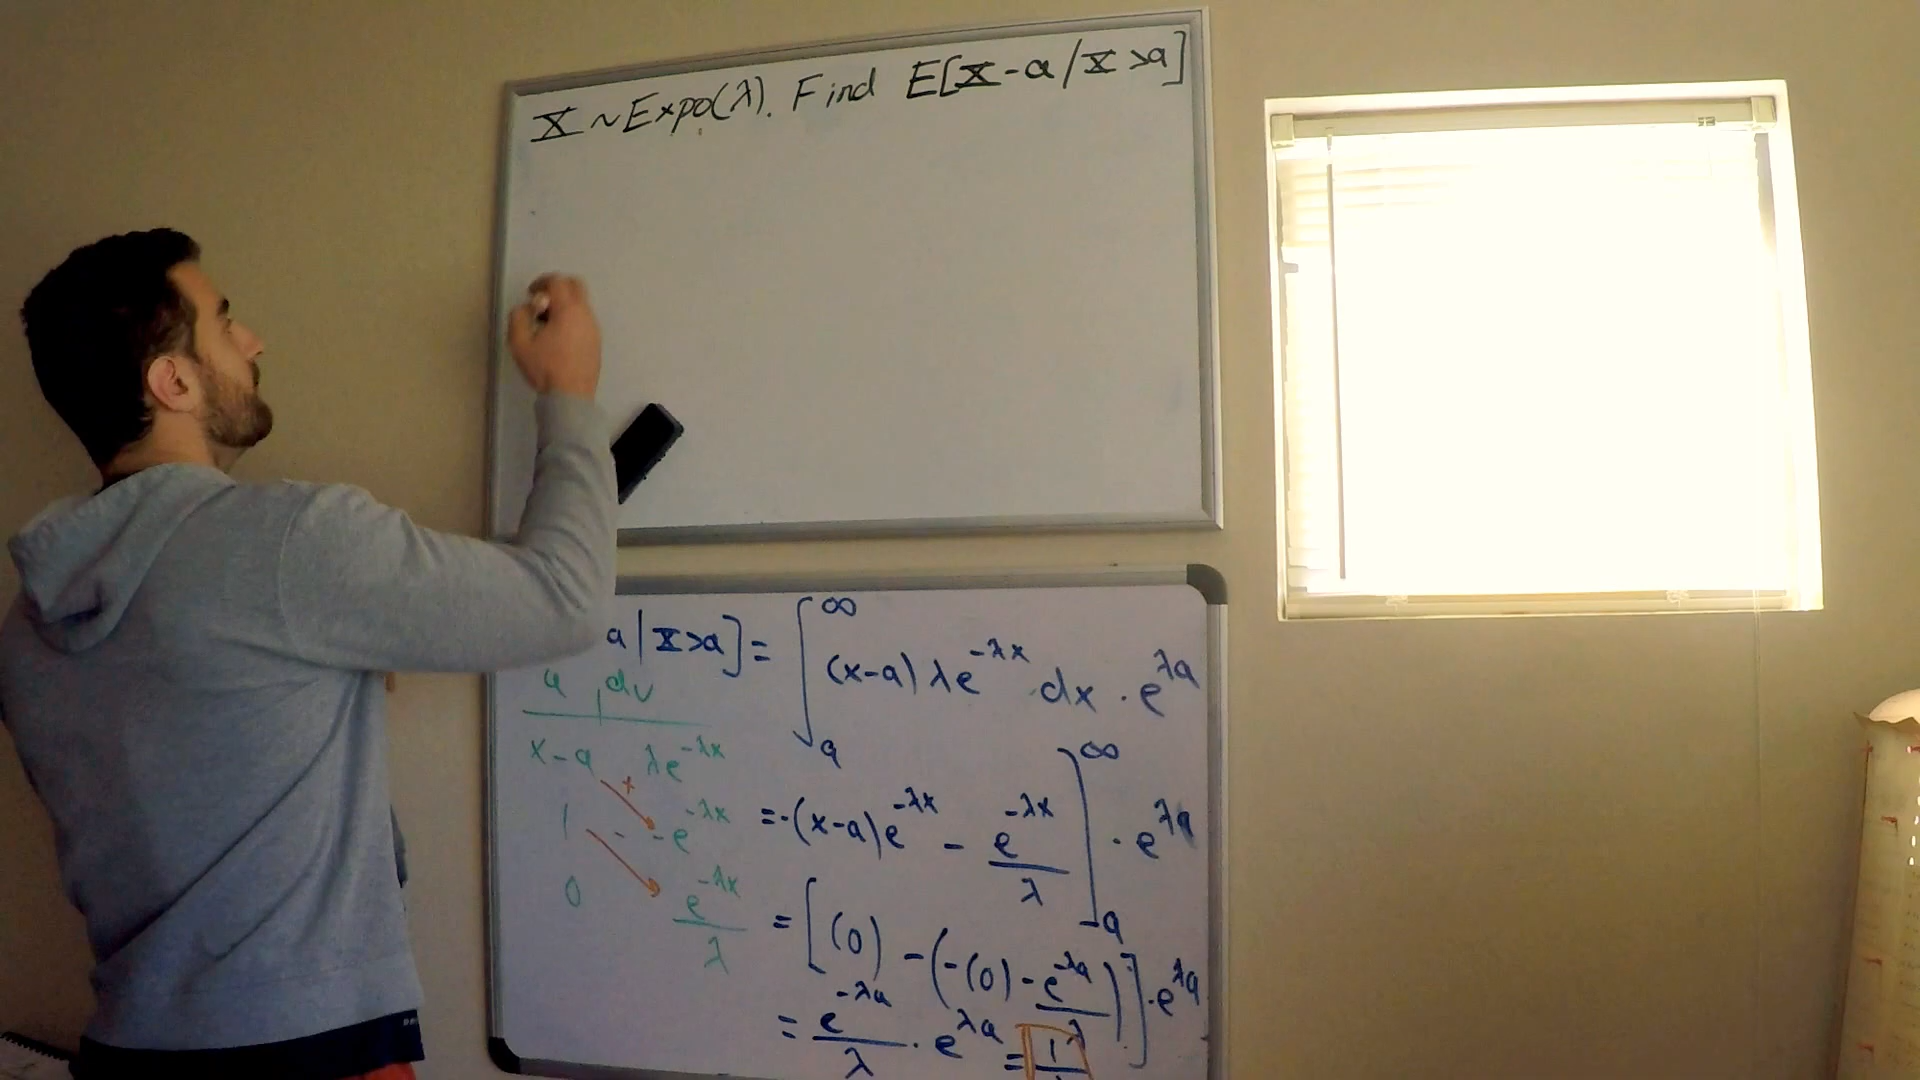 X ~ Expo(λ). Find E[X-a/X>a]
a|X>a] = ∫_a^∞ (x-a) λe^{-λx} dx · e^{λa}
u | dv
x-a λe^{-λx}
+
1 - -e^{-λx}
0 e^{-λx}/λ
= -(x-a)e^{-λx} - e^{-λx}/λ ]_a^∞ · e^{λa}
= [(0) - (-(0) - e^{-λa}/λ)] · e^{λa}
= e^{-λa}/λ · e^{λa} = 1